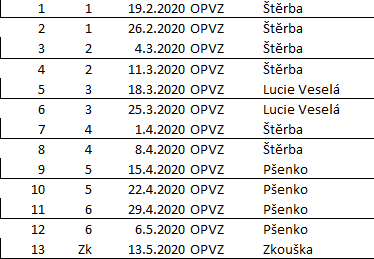 1 1 19.2.2020 OPVZ Štěrba
2 1 26.2.2020 OPVZ Štěrba
3 2 4.3.2020 OPVZ Štěrba
4 2 11.3.2020 OPVZ Štěrba
5 3 18.3.2020 OPVZ Lucie Veselá
6 3 25.3.2020 OPVZ Lucie Veselá
7 4 1.4.2020 OPVZ Štěrba
8 4 8.4.2020 OPVZ Štěrba
9 5 15.4.2020 OPVZ Pšenko
10 5 22.4.2020 OPVZ Pšenko
11 6 29.4.2020 OPVZ Pšenko
12 6 6.5.2020 OPVZ Pšenko
13 Zk 13.5.2020 OPVZ Zkouška